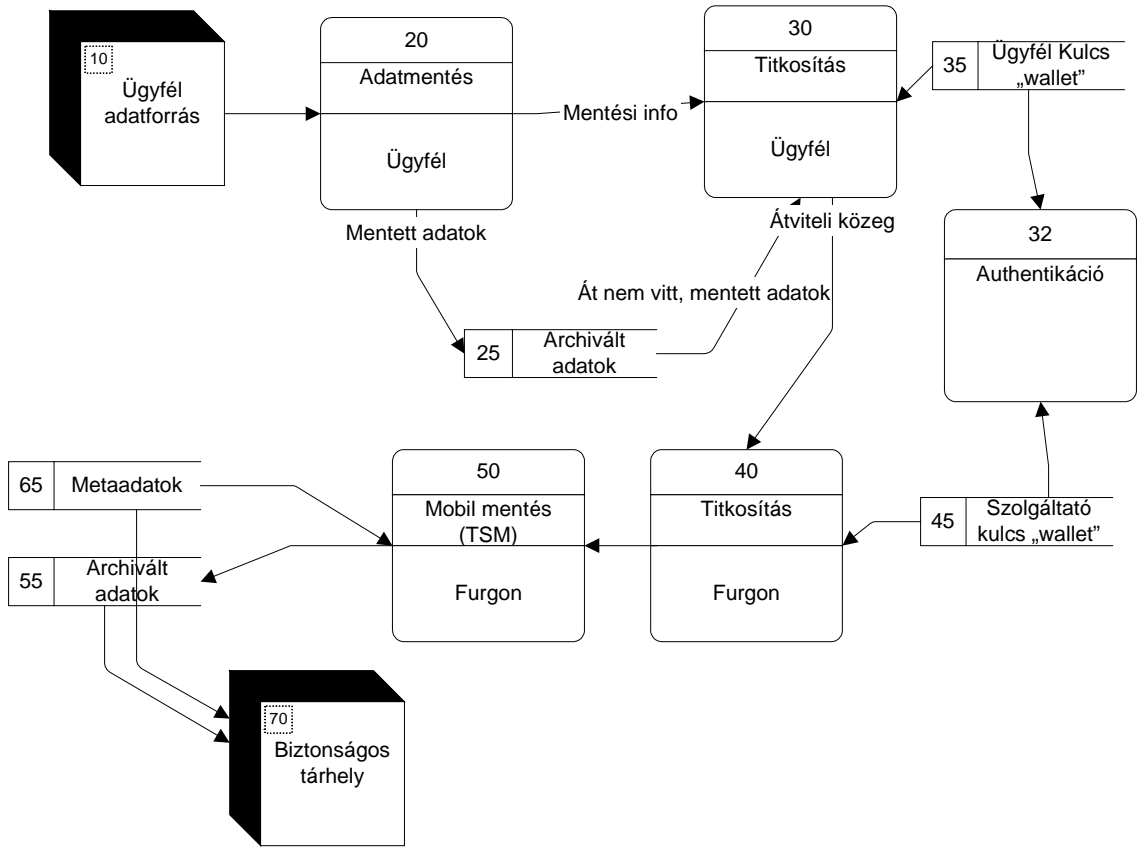 10
Ügyfél
adatforrás
20
Adatmentés
Ügyfél
Mentési info
30
Titkosítás
Ügyfél
35
Ügyfél Kulcs
„wallet”
Mentett adatok
Átviteli közeg
32
Authentikáció
Át nem vitt, mentett adatok
25
Archivált
adatok
65
Metaadatok
50
Mobil mentés
(TSM)
Furgon
40
Titkosítás
Furgon
45
Szolgáltató
kulcs „wallet”
55
Archivált
adatok
70
Biztonságos
tárhely